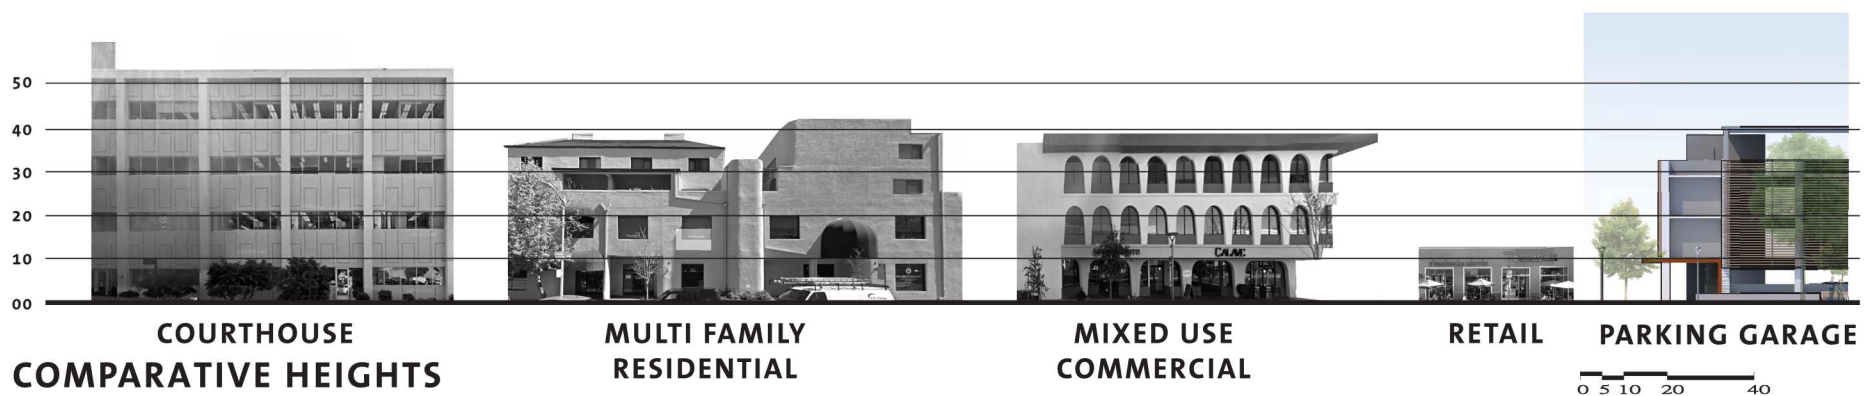 50
40
30
20
10
00
COURTHOUSE
MULTI FAMILY
RESIDENTIAL
MIXED USE
COMMERCIAL
RETAIL
PARKING GARAGE
COMPARATIVE HEIGHTS
0 5 10 20 40